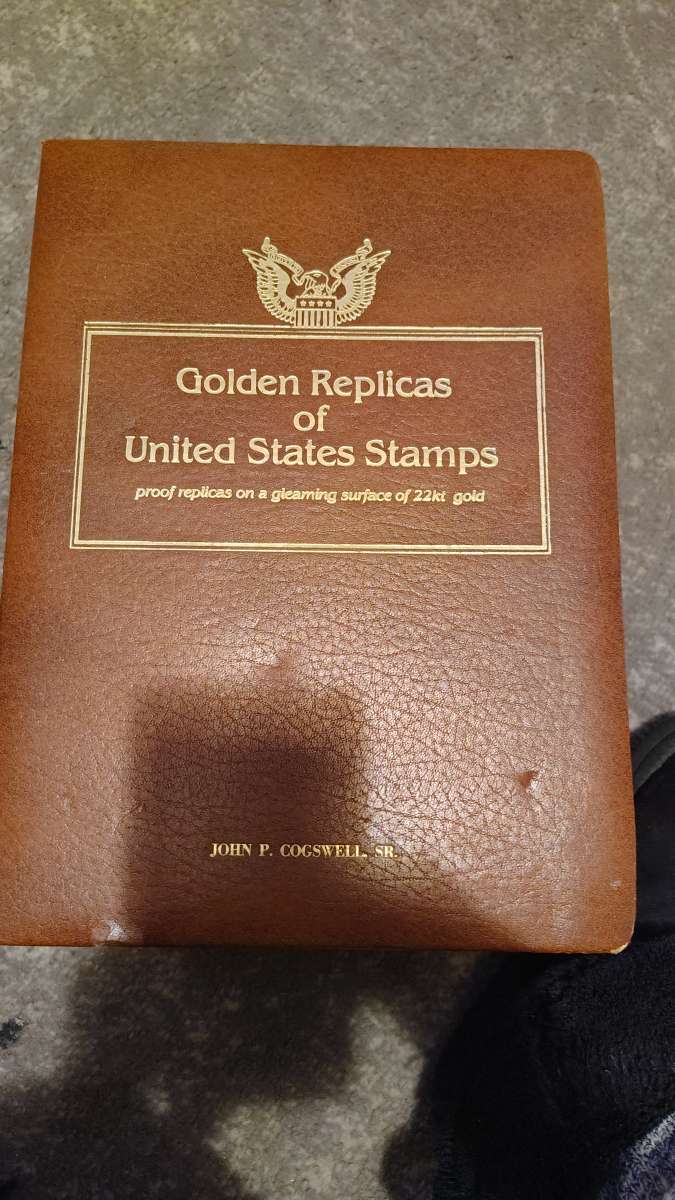 Golden Replicas
of
United States Stamps
proof replicas on a gleaming surface of 22kt gold
JOHN P. COGSWELL, SR.